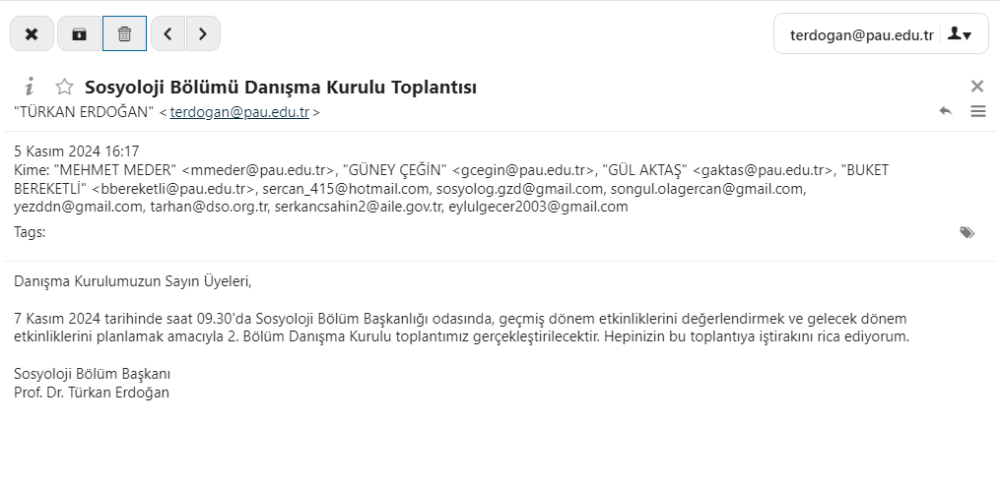 terdogan@pau.edu.tr
Sosyoloji Bölümü Danışma Kurulu Toplantısı
"TÜRKAN ERDOĞAN" <terdogan@pau.edu.tr>
5 Kasım 2024 16:17
Kime: "MEHMET MEDER" <mmeder@pau.edu.tr>, "GÜNEY ÇEĞİN" <gcegin@pau.edu.tr>, "GÜL AKTAŞ" <gaktas@pau.edu.tr>, "BUKET
BEREKETLİ" <bbereketli@pau.edu.tr>, sercan_415@hotmail.com, sosyolog.gzd@gmail.com, songul.olagercan@gmail.com,
yezddn@gmail.com, tarhan@dso.org.tr, serkancsahin2@aile.gov.tr, eylulgecer2003@gmail.com
Tags:
Danışma Kurulumuzun Sayın Üyeleri,
7 Kasım 2024 tarihinde saat 09.30'da Sosyoloji Bölüm Başkanlığı odasında, geçmiş dönem etkinliklerini değerlendirmek ve gelecek dönem
etkinliklerini planlamak amacıyla 2. Bölüm Danışma Kurulu toplantımız gerçekleştirilecektir. Hepinizin bu toplantıya iştirakını rica ediyorum.
Sosyoloji Bölüm Başkanı
Prof. Dr. Türkan Erdoğan